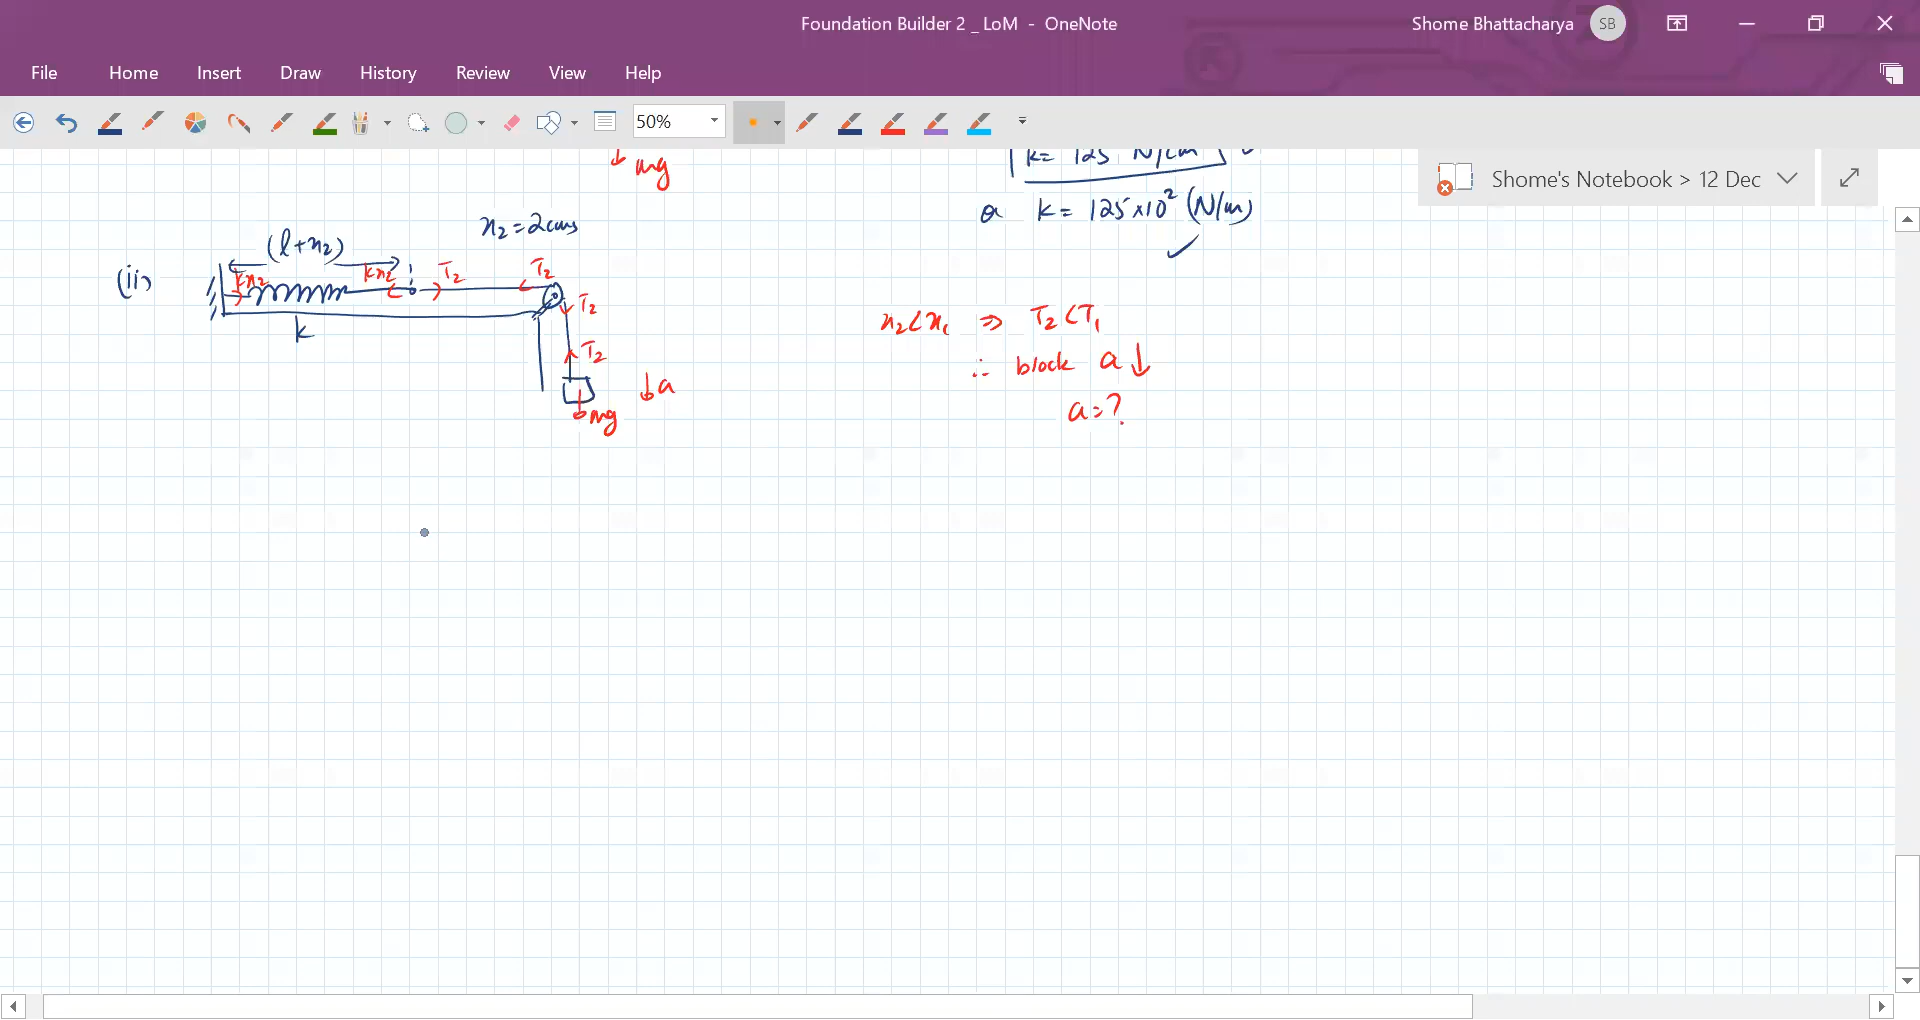 Foundation Builder 2 _ LoM - OneNote
Shome Bhattacharya
SB
File Home Insert Draw History Review View Help
50%
Shome's Notebook > 12 Dec
mg
k = 125 N/cm
or k = 125×10² (N/m)
(ii)
(l+x₂)
x₂ = 2cms
kx₂ kx₂ T₂ T₂
T₂
k
T₂
a
mg
x₂ < x₁ ⇒ T₂ < T₁
∴ block a ↓
a = ?